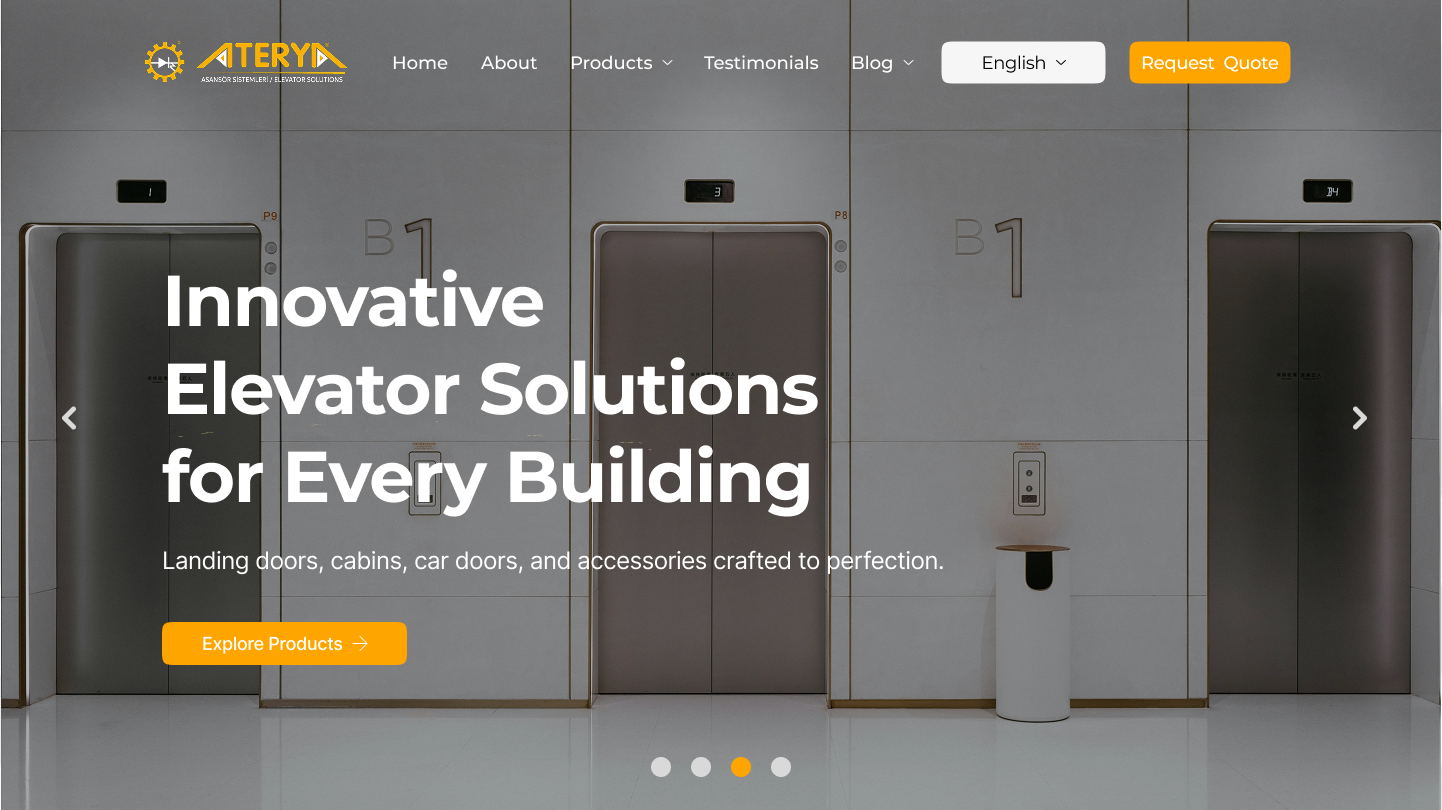 ATERYA
ASANSÖR SİSTEMLERİ / ELEVATOR SOLUTIONS
Home
About
Products
Testimonials
Blog
English
Request Quote
1
3
B4
P9
P8
B1
B1
Innovative
Elevator Solutions
for Every Building
Landing doors, cabins, car doors, and accessories crafted to perfection.
Explore Products